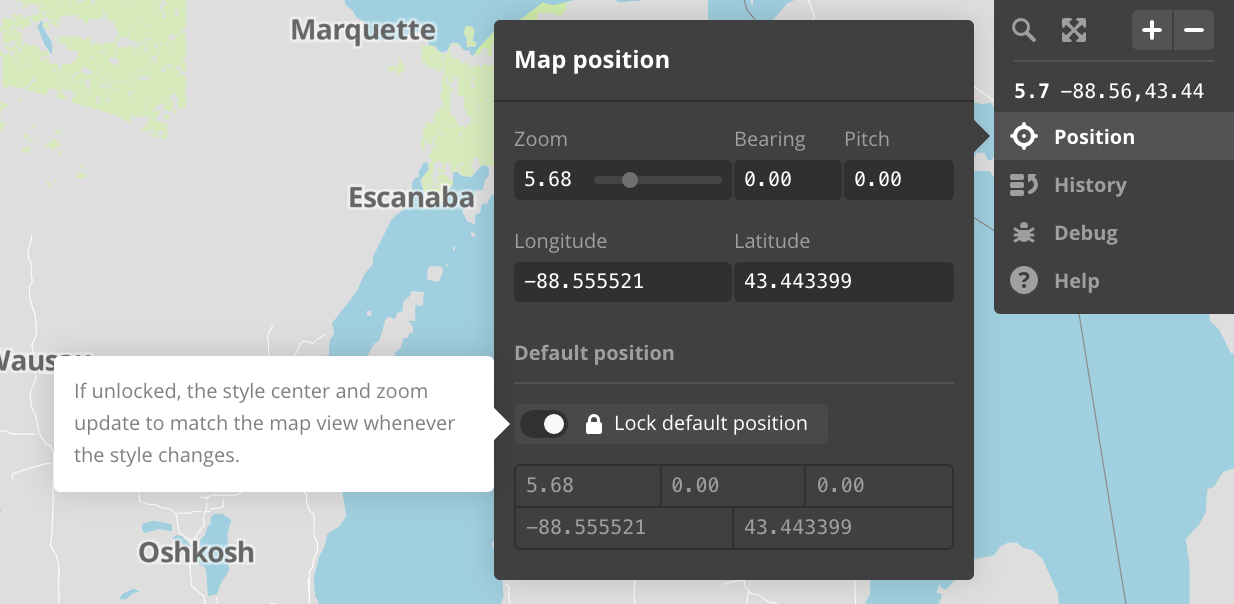 Marquette
Escanaba
Oshkosh
Map position
Zoom Bearing Pitch
5.68 0.00 0.00
Longitude Latitude
−88.555521 43.443399
Default position
Lock default position
5.68 0.00 0.00
−88.555521 43.443399
If unlocked, the style center and zoom
update to match the map view whenever
the style changes.
+ −
5.7 −88.56,43.44
Position
History
Debug
? Help